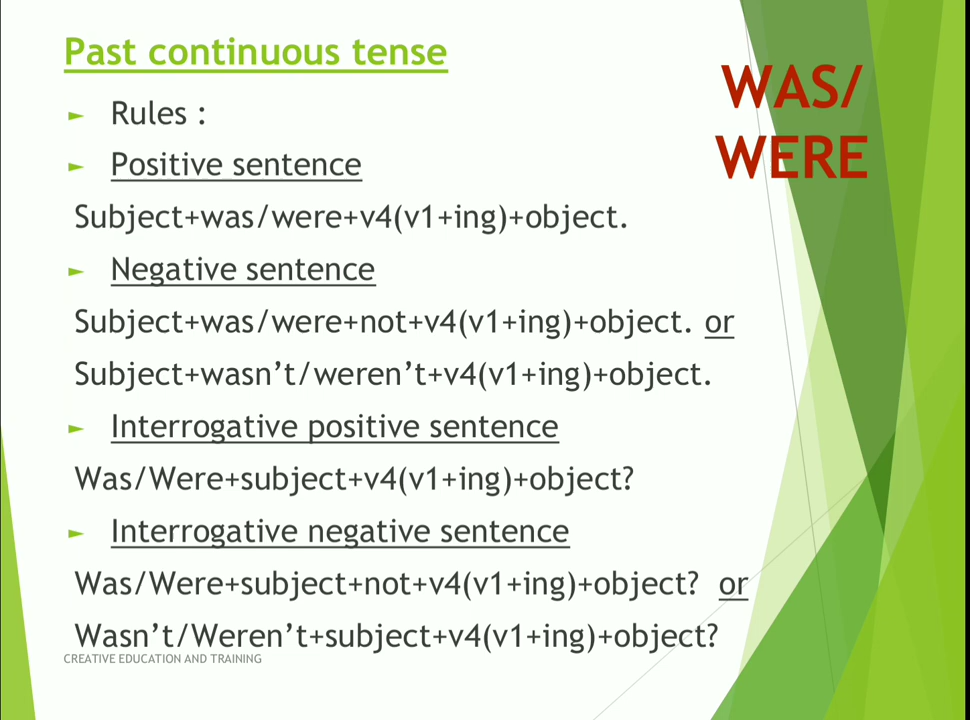 Past continuous tense
WAS/
WERE
► Rules :
► Positive sentence
Subject+was/were+v4(v1+ing)+object.
► Negative sentence
Subject+was/were+not+v4(v1+ing)+object. or
Subject+wasn’t/weren’t+v4(v1+ing)+object.
► Interrogative positive sentence
Was/Were+subject+v4(v1+ing)+object?
► Interrogative negative sentence
Was/Were+subject+not+v4(v1+ing)+object? or
Wasn’t/Weren’t+subject+v4(v1+ing)+object?
CREATIVE EDUCATION AND TRAINING